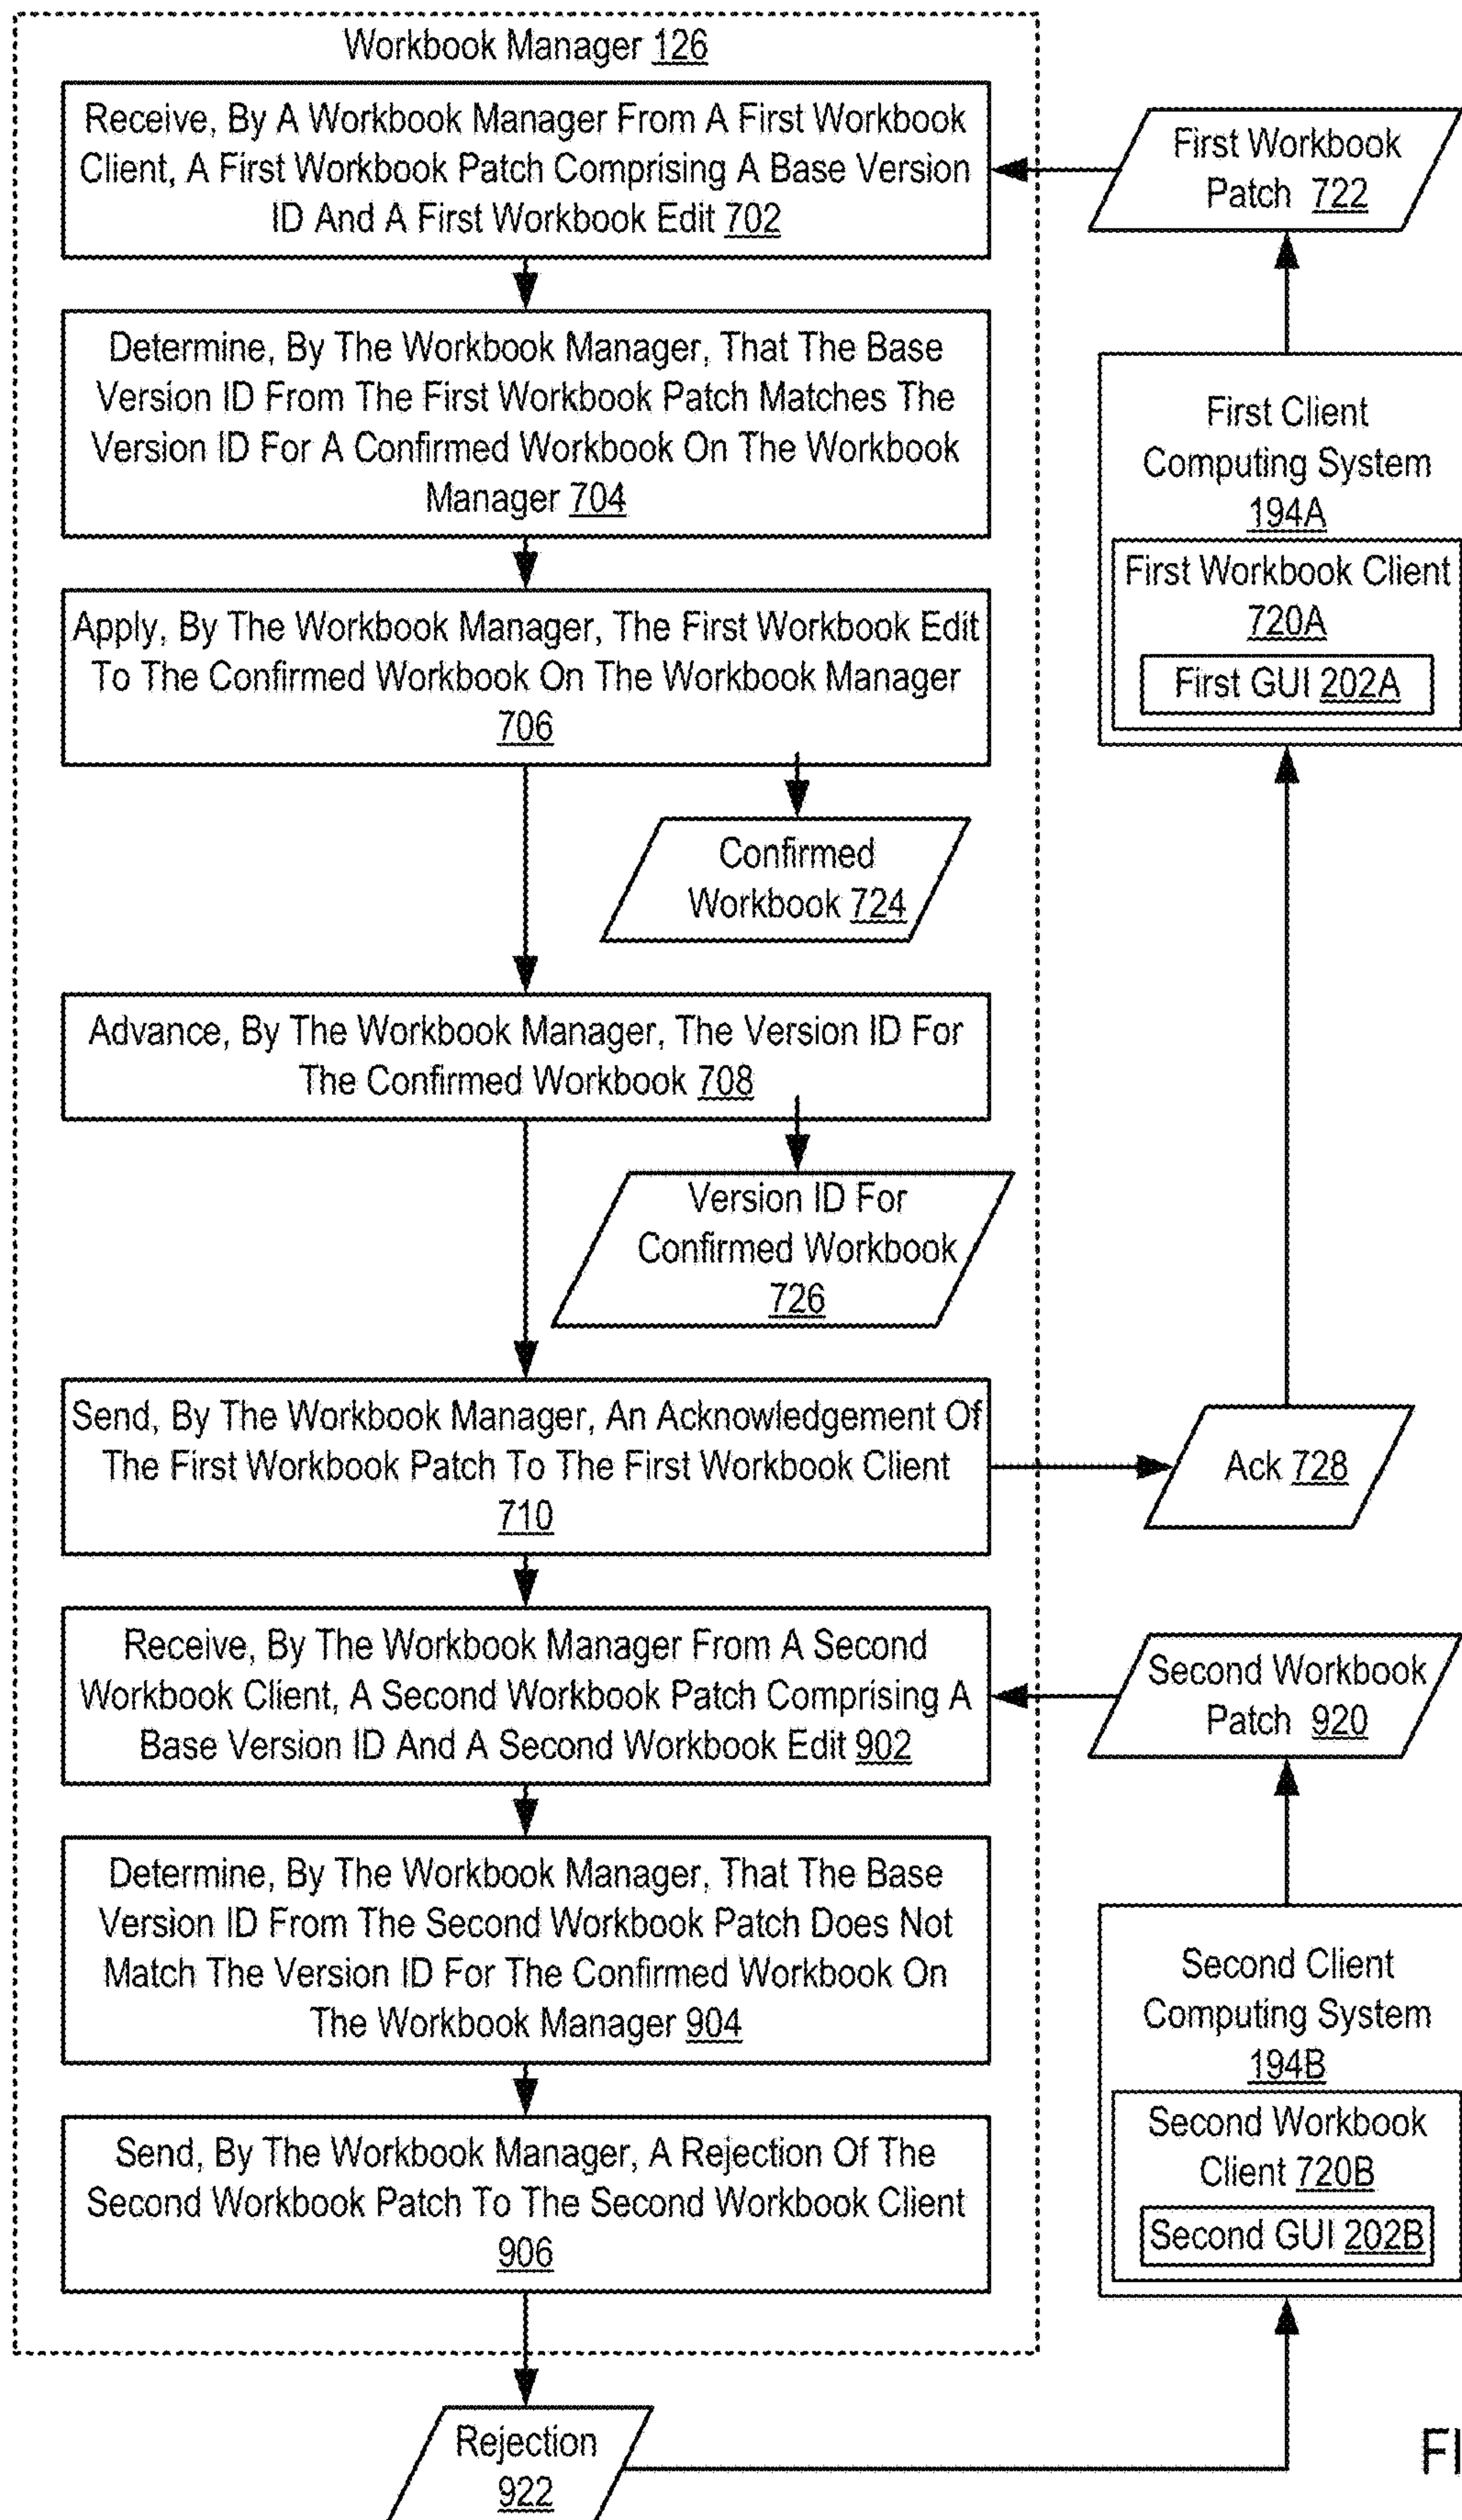 Workbook Manager 126
Receive, By A Workbook Manager From A First Workbook
Client, A First Workbook Patch Comprising A Base Version
ID And A First Workbook Edit 702
First Workbook
Patch 722
Determine, By The Workbook Manager, That The Base
Version ID From The First Workbook Patch Matches The
Version ID For A Confirmed Workbook On The Workbook
Manager 704
First Client
Computing System
194A
First Workbook Client
720A
First GUI 202A
Apply, By The Workbook Manager, The First Workbook Edit
To The Confirmed Workbook On The Workbook Manager
706
Confirmed
Workbook 724
Advance, By The Workbook Manager, The Version ID For
The Confirmed Workbook 708
Version ID For
Confirmed Workbook
726
Send, By The Workbook Manager, An Acknowledgement Of
The First Workbook Patch To The First Workbook Client
710
Ack 728
Receive, By The Workbook Manager From A Second
Workbook Client, A Second Workbook Patch Comprising A
Base Version ID And A Second Workbook Edit 902
Second Workbook
Patch 920
Determine, By The Workbook Manager, That The Base
Version ID From The Second Workbook Patch Does Not
Match The Version ID For The Confirmed Workbook On
The Workbook Manager 904
Second Client
Computing System
194B
Second Workbook
Client 720B
Second GUI 202B
Send, By The Workbook Manager, A Rejection Of The
Second Workbook Patch To The Second Workbook Client
906
Rejection
922
FI